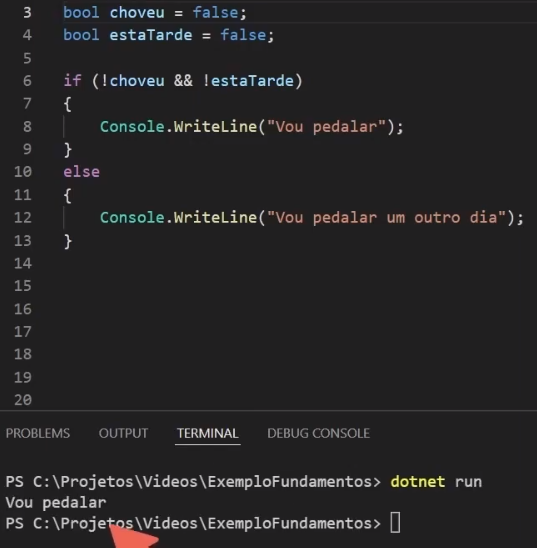 3 bool choveu = false;
4 bool estaTarde = false;
5
6 if (!choveu && !estaTarde)
7 {
8 Console.WriteLine("Vou pedalar");
9 }
10 else
11 {
12 Console.WriteLine("Vou pedalar um outro dia");
13 }
14
15
16
17
18
19
20
PROBLEMS OUTPUT TERMINAL DEBUG CONSOLE
PS C:\Projetos\Videos\ExemploFundamentos> dotnet run
Vou pedalar
PS C:\Projetos\Videos\ExemploFundamentos>